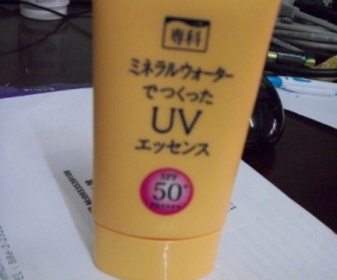 専科
ミネラルウォーター
でつくった
UV
エッセンス
SPF
50+
PA++++